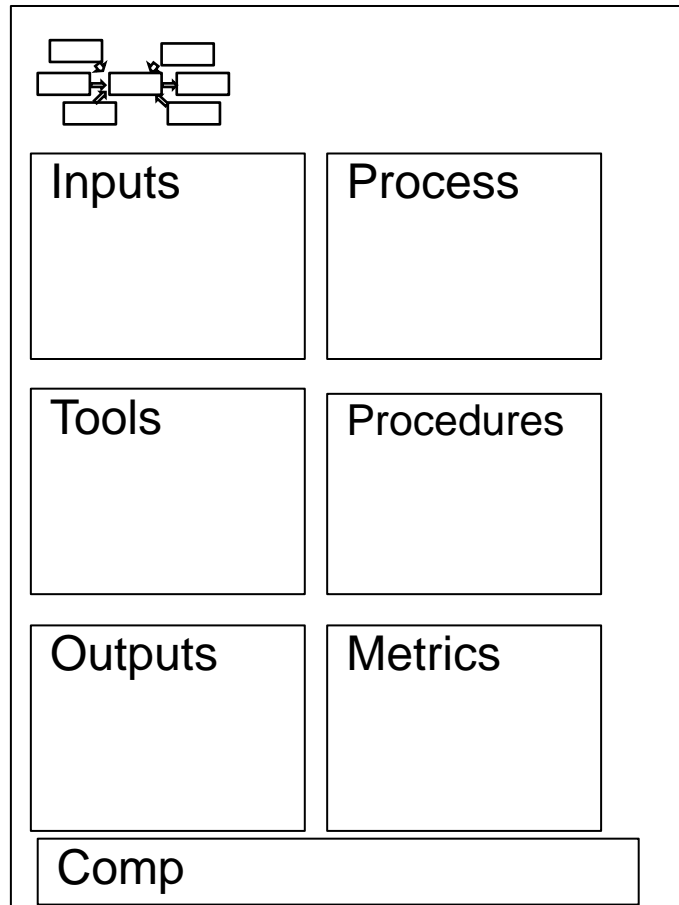 Inputs
Process
Tools
Procedures
Outputs
Metrics
Comp